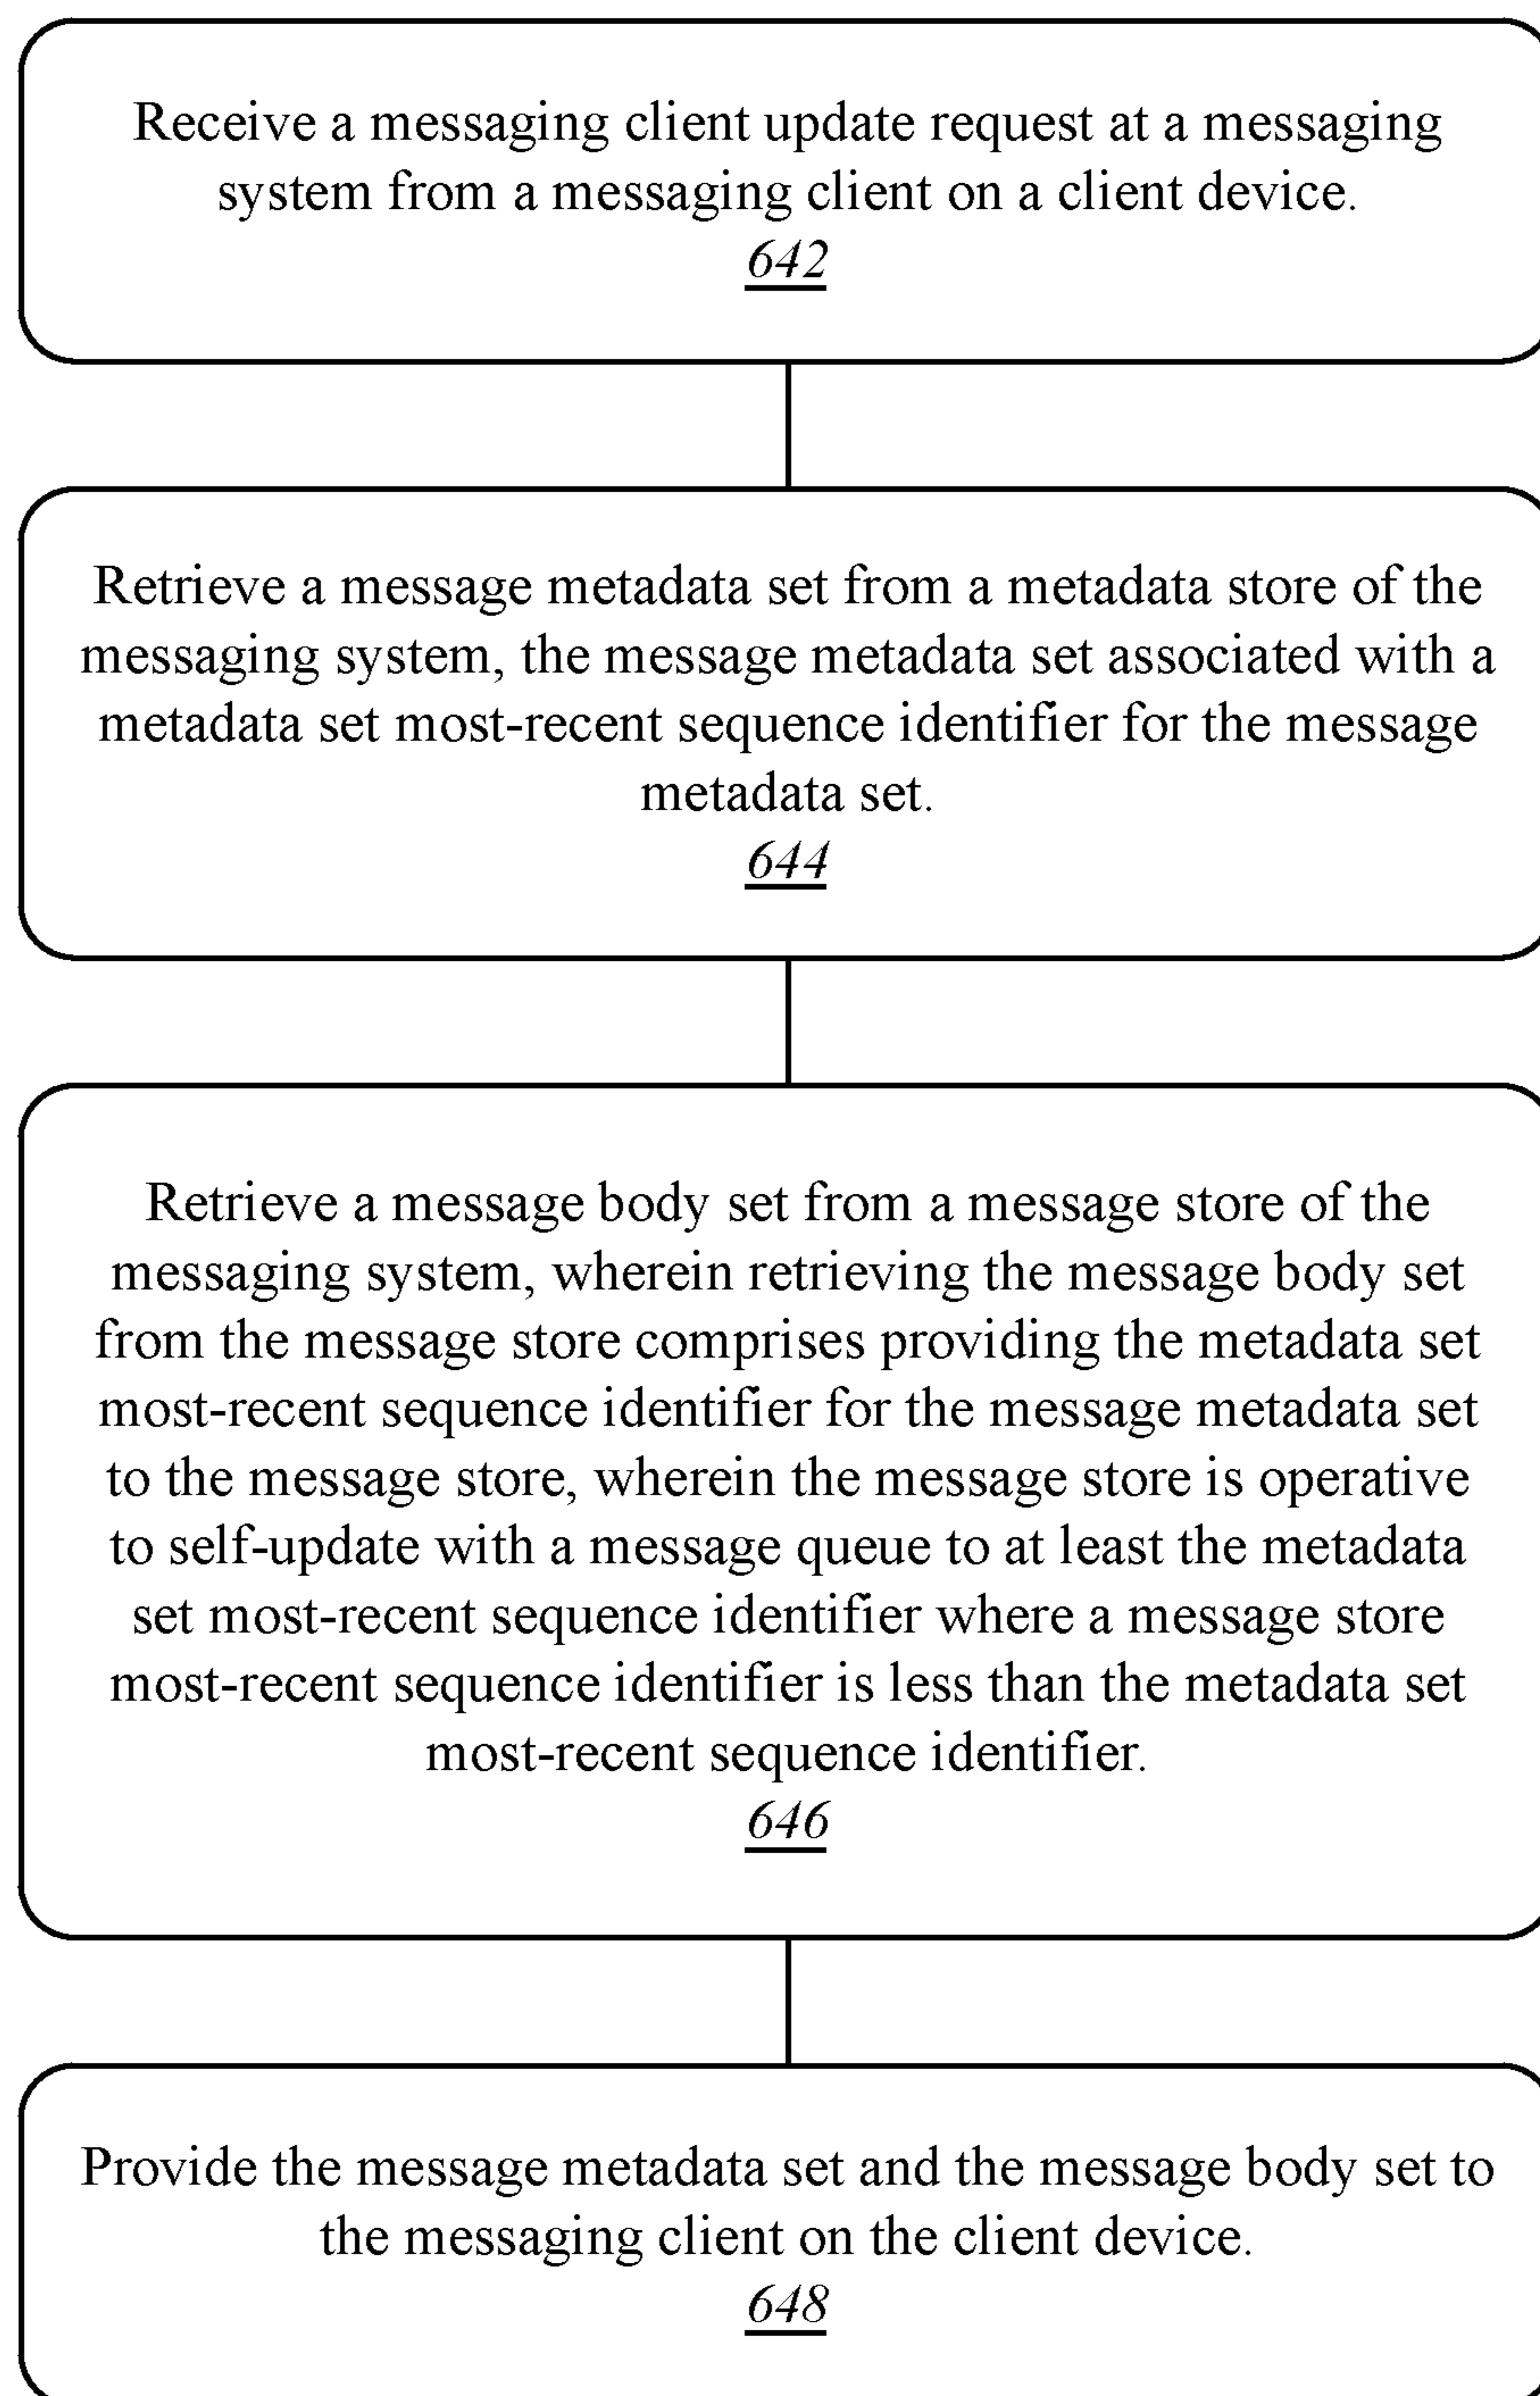 Receive a messaging client update request at a messaging
system from a messaging client on a client device.
642
Retrieve a message metadata set from a metadata store of the
messaging system, the message metadata set associated with a
metadata set most-recent sequence identifier for the message
metadata set.
644
Retrieve a message body set from a message store of the
messaging system, wherein retrieving the message body set
from the message store comprises providing the metadata set
most-recent sequence identifier for the message metadata set
to the message store, wherein the message store is operative
to self-update with a message queue to at least the metadata
set most-recent sequence identifier where a message store
most-recent sequence identifier is less than the metadata set
most-recent sequence identifier.
646
Provide the message metadata set and the message body set to
the messaging client on the client device.
648